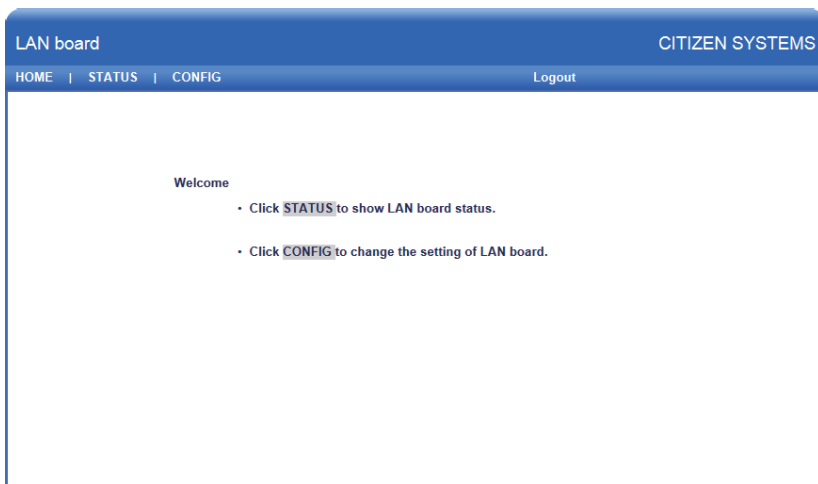 LAN board CITIZEN SYSTEMS
HOME | STATUS | CONFIG Logout
Welcome
• Click STATUS to show LAN board status.
• Click CONFIG to change the setting of LAN board.